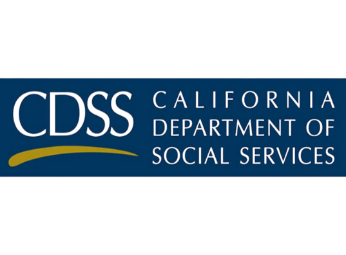 CDSS
CALIFORNIA
DEPARTMENT OF
SOCIAL SERVICES